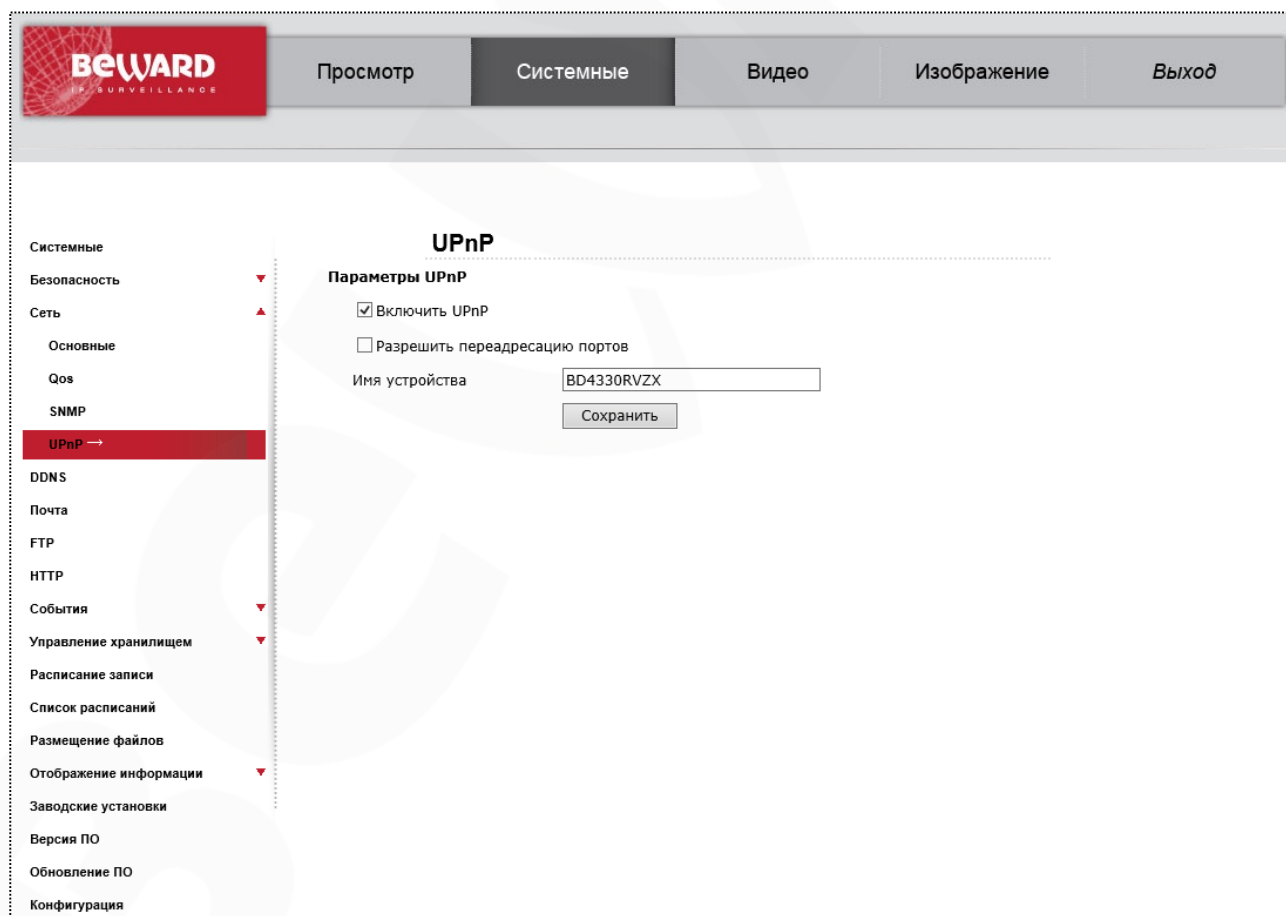 BEWARD
IP SURVEILLANCE
Просмотр
Системные
Видео
Изображение
Выход
Системные
Безопасность
Сеть
Основные
Qos
SNMP
UPnP →
DDNS
Почта
FTP
HTTP
События
Управление хранилищем
Расписание записи
Список расписаний
Размещение файлов
Отображение информации
Заводские установки
Версия ПО
Обновление ПО
Конфигурация
UPnP
Параметры UPnP
Включить UPnP
Разрешить переадресацию портов
Имя устройства BD4330RVZX
Сохранить